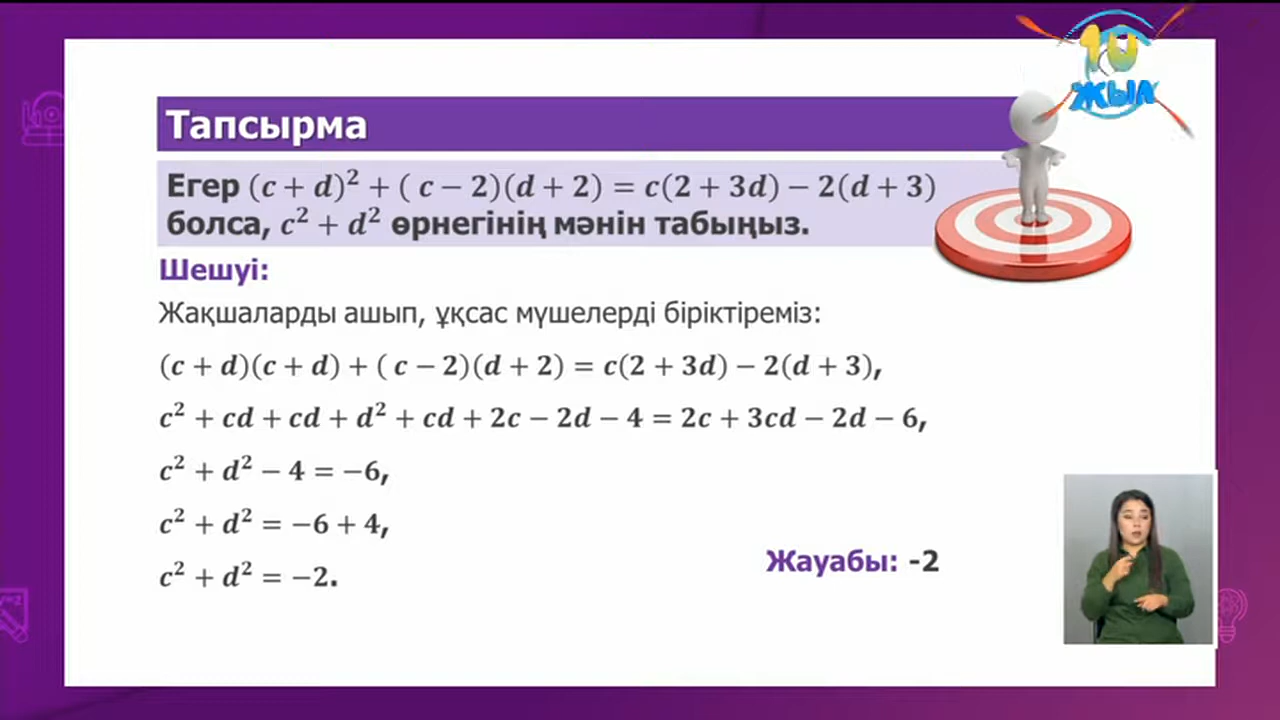 10
ЖЫЛ
Тапсырма
Егер (c + d)² + ( c − 2)(d + 2) = c(2 + 3d) − 2(d + 3)
болса, c² + d² өрнегінің мәнін табыңыз.
Шешуі:
Жақшаларды ашып, ұқсас мүшелерді біріктіреміз:
(c + d)(c + d) + ( c − 2)(d + 2) = c(2 + 3d) − 2(d + 3),
c² + cd + cd + d² + cd + 2c − 2d − 4 = 2c + 3cd − 2d − 6,
c² + d² − 4 = −6,
c² + d² = −6 + 4,
c² + d² = −2.
Жауабы: -2